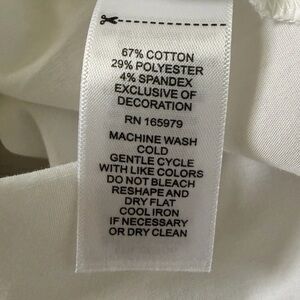 67% COTTON
29% POLYESTER
4% SPANDEX
EXCLUSIVE OF
DECORATION
RN 165979
MACHINE WASH
COLD
GENTLE CYCLE
WITH LIKE COLORS
DO NOT BLEACH
RESHAPE AND
DRY FLAT
COOL IRON
IF NECESSARY
OR DRY CLEAN